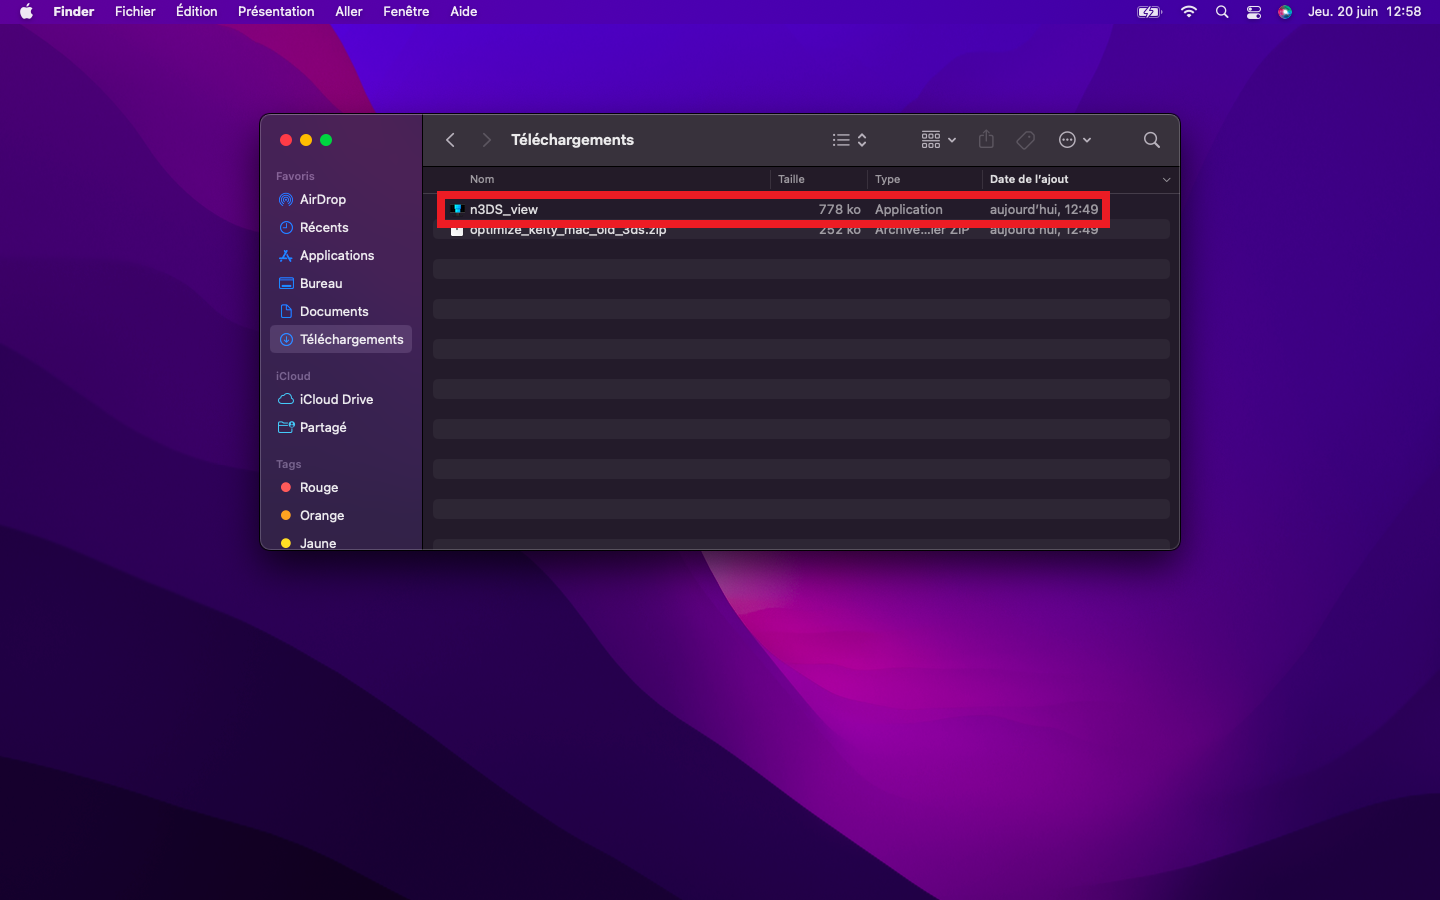 Finder Fichier Édition Présentation Aller Fenêtre Aide Jeu. 20 juin 12:58
Téléchargements
Favoris
AirDrop
Récents
Applications
Bureau
Documents
Téléchargements
iCloud
iCloud Drive
Partagé
Tags
Rouge
Orange
Jaune
Nom Taille Type Date de l'ajout
n3DS_view 778 ko Application aujourd'hui, 12:49
optimize_kelty_mac_old_3ds.zip 252 ko Archive...ier ZIP aujourd'hui, 12:49